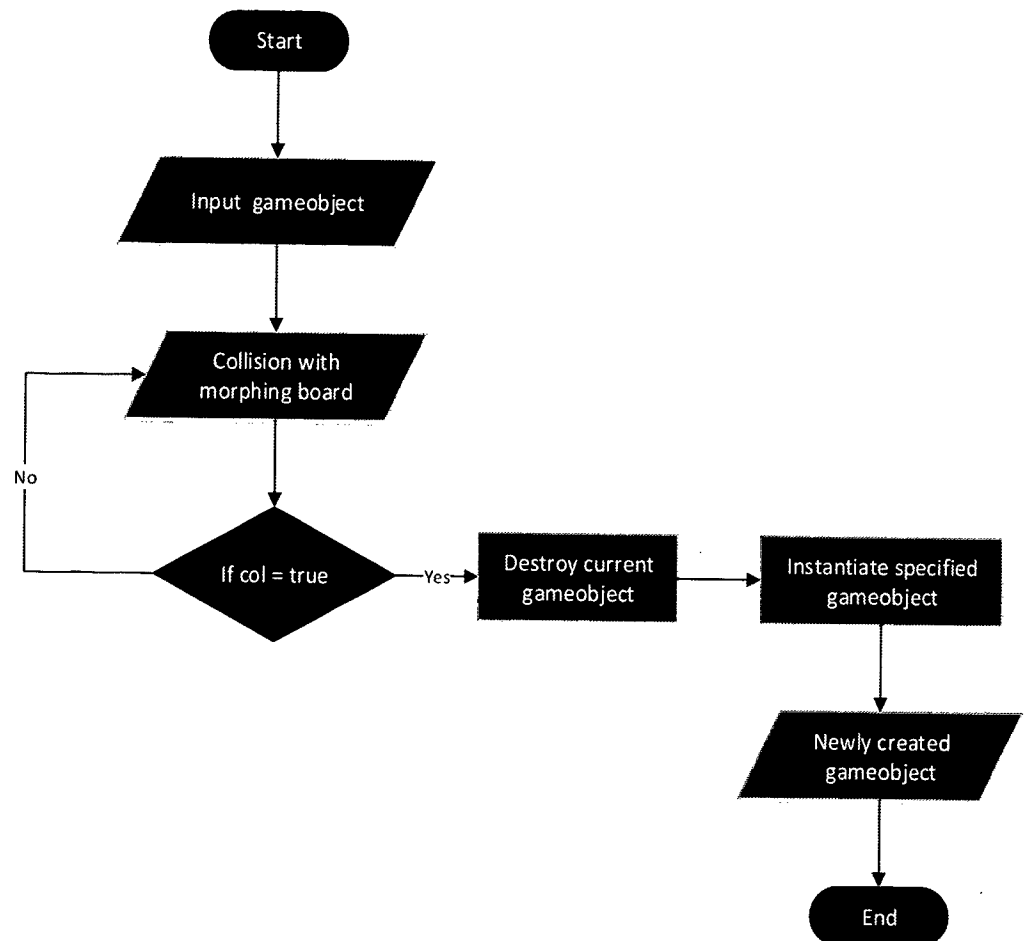 Start
Input gameobject
Collision with
morphing board
No
If col = true
Yes
Destroy current
gameobject
Instantiate specified
gameobject
Newly created
gameobject
End